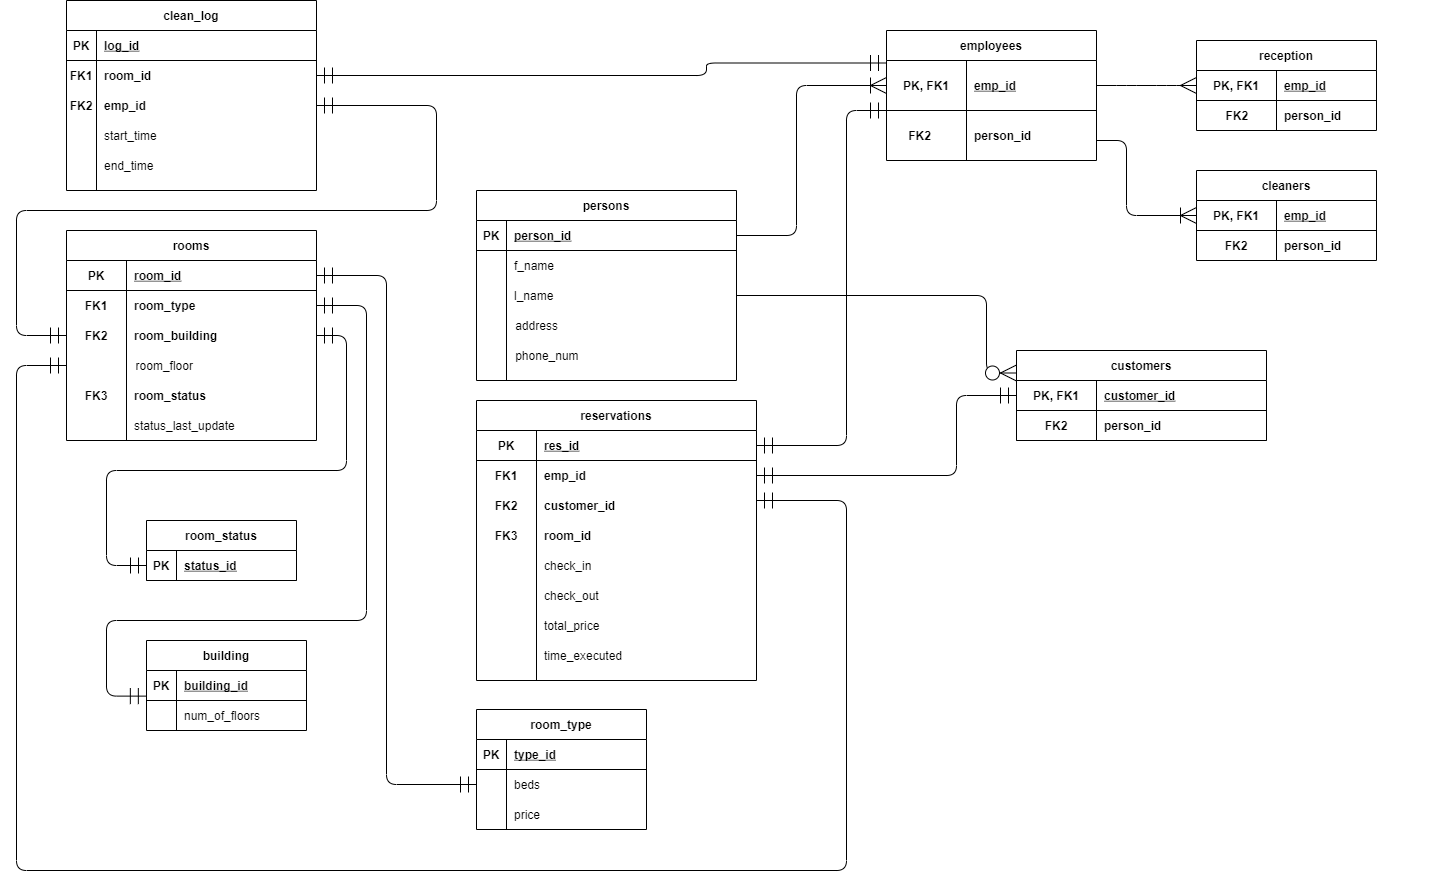 clean_log
PK log_id
FK1 room_id
FK2 emp_id
start_time
end_time
employees
PK, FK1 emp_id
FK2 person_id
reception
PK, FK1 emp_id
FK2 person_id
cleaners
PK, FK1 emp_id
FK2 person_id
persons
PK person_id
f_name
l_name
address
phone_num
rooms
PK room_id
FK1 room_type
FK2 room_building
room_floor
FK3 room_status
status_last_update
customers
PK, FK1 customer_id
FK2 person_id
reservations
PK res_id
FK1 emp_id
FK2 customer_id
FK3 room_id
check_in
check_out
total_price
time_executed
room_status
PK status_id
building
PK building_id
num_of_floors
room_type
PK type_id
beds
price